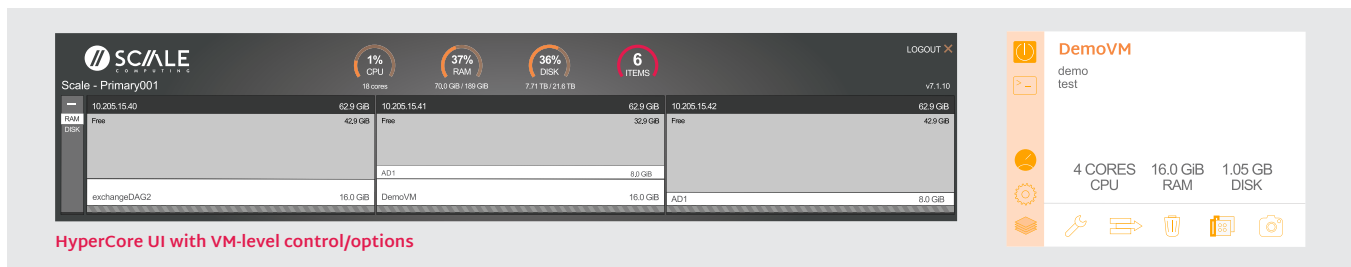 SCALE
COMPUTING
Scale - Primary001
1%
CPU
18 cores
37%
RAM
70,0 GiB / 189 GiB
36%
DISK
7.71 TB / 21.6 TB
6
ITEMS
LOGOUT
v7.1.10
RAM
DISK
10.205.15.40 62.9 GiB
Free 42,9 GiB
exchangeDAG2 16.0 GiB
10.205.15.41 62.9 GiB
Free 32,9 GiB
AD1 8.0 GiB
DemoVM 16.0 GiB
10.205.15.42 62.9 GiB
Free 42.9 GiB
AD1 8.0 GiB
HyperCore UI with VM-level control/options
DemoVM
demo
test
4 CORES 16.0 GiB 1.05 GB
CPU RAM DISK